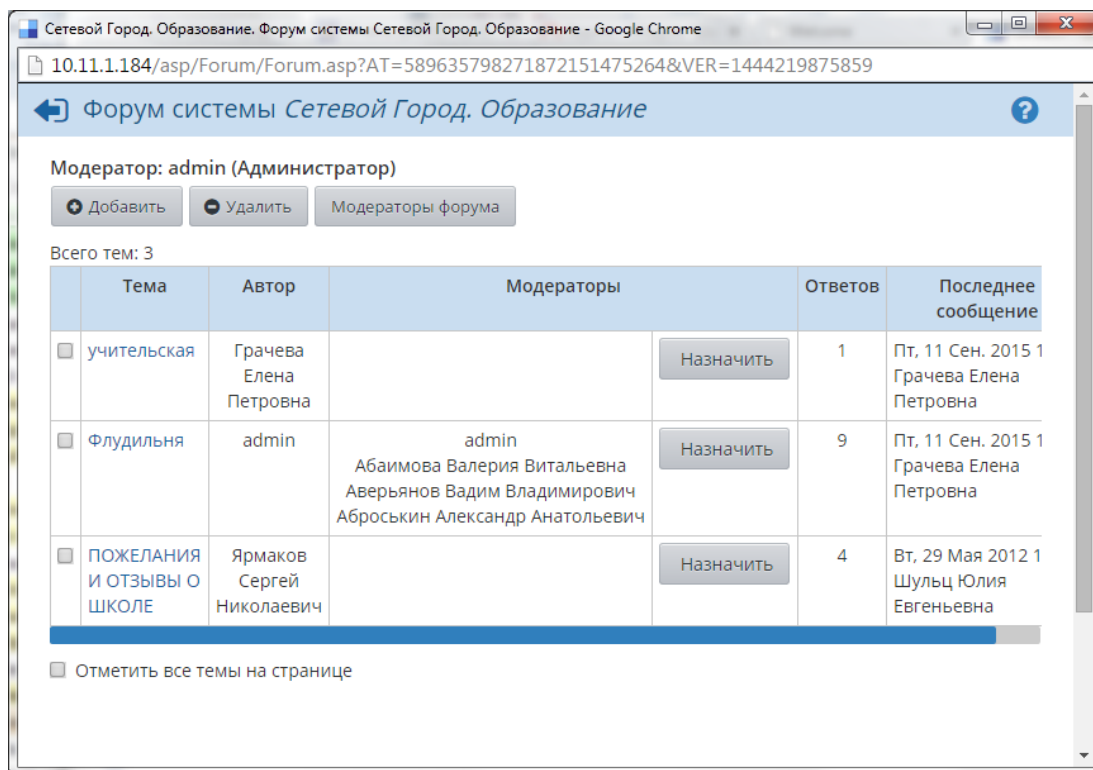 Сетевой Город. Образование. Форум системы Сетевой Город. Образование - Google Chrome
10.11.1.184/asp/Forum/Forum.asp?AT=589635798271872151475264&VER=1444219875859
Форум системы Сетевой Город. Образование
Модератор: admin (Администратор)
Добавить Удалить Модераторы форума
Всего тем: 3
Тема Автор Модераторы Ответов Последнее
сообщение
учительская Грачева Назначить 1 Пт, 11 Сен. 2015 1
Елена Грачева Елена
Петровна Петровна
Флудильня admin admin Назначить 9 Пт, 11 Сен. 2015 1
Абаимова Валерия Витальевна Грачева Елена
Аверьянов Вадим Владимирович Петровна
Аброськин Александр Анатольевич
ПОЖЕЛАНИЯ Ярмаков Назначить 4 Вт, 29 Мая 2012 1
И ОТЗЫВЫ О Сергей Шульц Юлия
ШКОЛЕ Николаевич Евгеньевна
Отметить все темы на странице